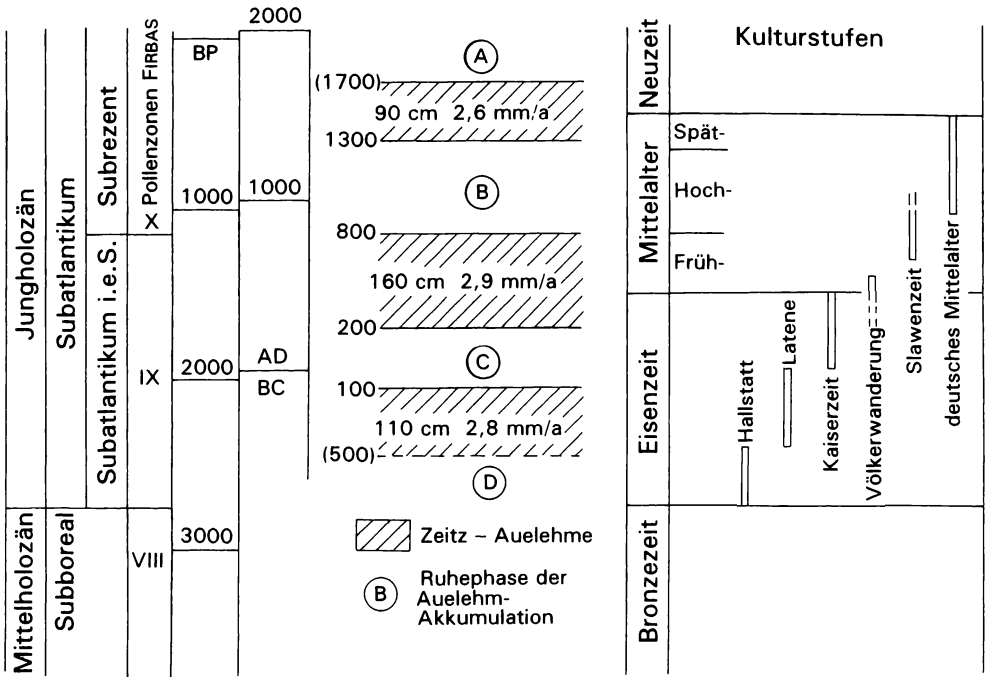 Jungholozän
Mittelholozän
Subatlantikum
Subboreal
Subrezent
Subatlantikum i.e.S.
Pollenzonen FIRBAS
X
IX
VIII
BP
1000
2000
3000
2000
1000
AD
BC
A
(1700)
90 cm 2,6 mm/a
1300
B
800
160 cm 2,9 mm/a
200
C
100
110 cm 2,8 mm/a
(500)
D
Zeitz – Auelehme
B
Ruhephase der
Auelehm-
Akkumulation
Neuzeit
Mittelalter
Eisenzeit
Bronzezeit
Kulturstufen
Spät-
Hoch-
Früh-
Hallstatt
Latene
Kaiserzeit
Völkerwanderung
Slawenzeit
deutsches Mittelalter